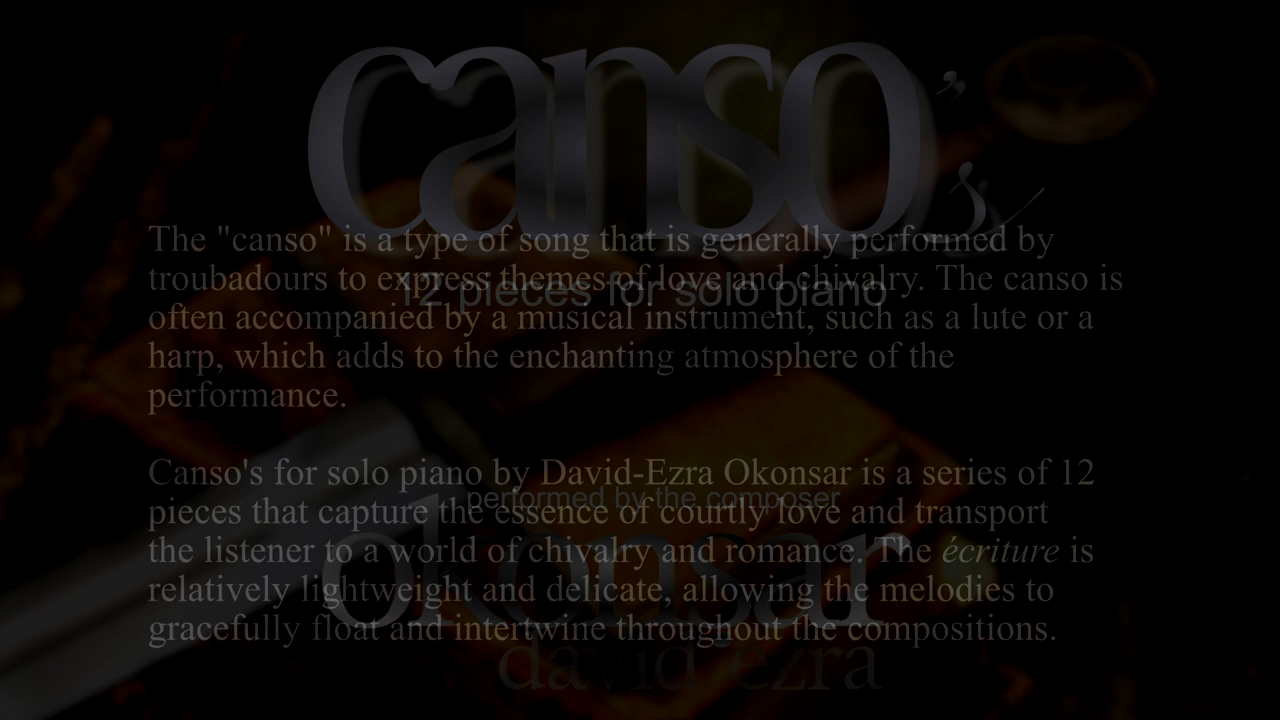 canso's
The "canso" is a type of song that is generally performed by
troubadours to express themes of love and chivalry. The canso is
12 pieces for solo piano
often accompanied by a musical instrument, such as a lute or a
harp, which adds to the enchanting atmosphere of the
performance.
Canso's for solo piano by David-Ezra Okonsar is a series of 12
performed by the composer
pieces that capture the essence of courtly love and transport
the listener to a world of chivalry and romance. The écriture is
okonsar
relatively lightweight and delicate, allowing the melodies to
gracefully float and intertwine throughout the compositions.
david ezra